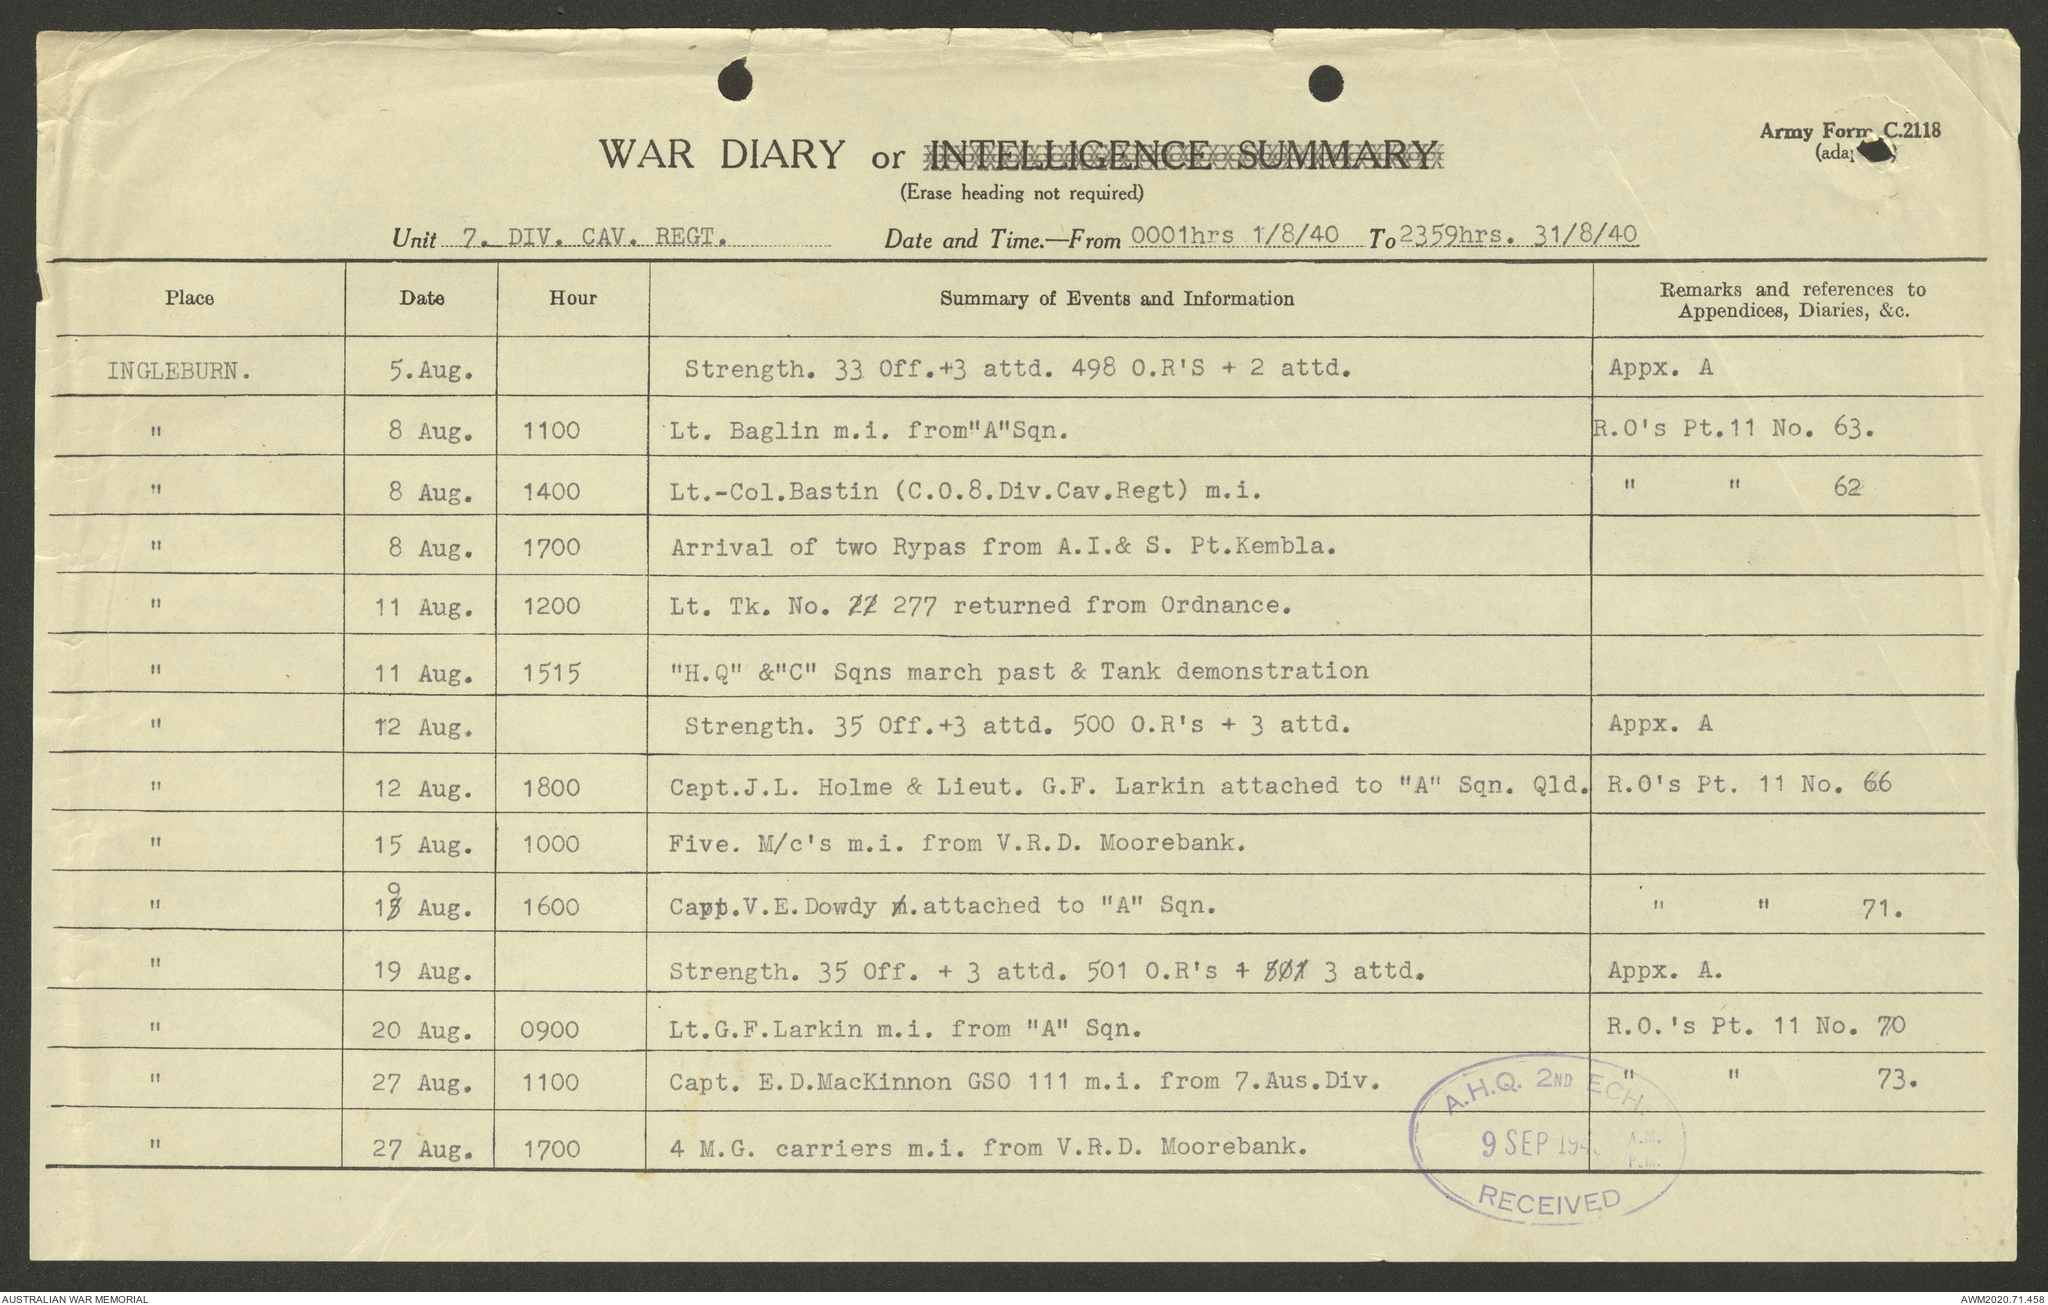 Army Form C.2118
WAR DIARY or INTELLIGENCE SUMMARY
(Erase heading not required)
Unit 7. DIV. CAV. REGT. Date and Time.—From 0001hrs 1/8/40 To 2359hrs. 31/8/40
Place Date Hour Summary of Events and Information Remarks and references to Appendices, Diaries, &c.
INGLEBURN. 5.Aug. Strength. 33 Off.+3 attd. 498 O.R'S + 2 attd. Appx. A
" 8 Aug. 1100 Lt. Baglin m.i. from"A"Sqn. R.O's Pt.11 No. 63.
" 8 Aug. 1400 Lt.-Col.Bastin (C.O.8.Div.Cav.Regt) m.i. " " 62
" 8 Aug. 1700 Arrival of two Rypas from A.I.& S. Pt.Kembla.
" 11 Aug. 1200 Lt. Tk. No. 277 returned from Ordnance.
" 11 Aug. 1515 "H.Q" &"C" Sqns march past & Tank demonstration
" 12 Aug. Strength. 35 Off.+3 attd. 500 O.R's + 3 attd. Appx. A
" 12 Aug. 1800 Capt.J.L. Holme & Lieut. G.F. Larkin attached to "A" Sqn. Qld. R.O's Pt. 11 No. 66
" 15 Aug. 1000 Five. M/c's m.i. from V.R.D. Moorebank.
" 19 Aug. 1600 Capt.V.E.Dowdy attached to "A" Sqn. " " 71.
" 19 Aug. Strength. 35 Off. + 3 attd. 501 O.R's + 3 attd. Appx. A.
" 20 Aug. 0900 Lt.G.F.Larkin m.i. from "A" Sqn. R.O.'s Pt. 11 No. 70
" 27 Aug. 1100 Capt. E.D.MacKinnon GSO 111 m.i. from 7.Aus.Div. " " 73.
" 27 Aug. 1700 4 M.G. carriers m.i. from V.R.D. Moorebank.
A.H.Q. 2ND ECH.
9 SEP A.M.
P.M.
RECEIVED
AUSTRALIAN WAR MEMORIAL AWM2020.71.458